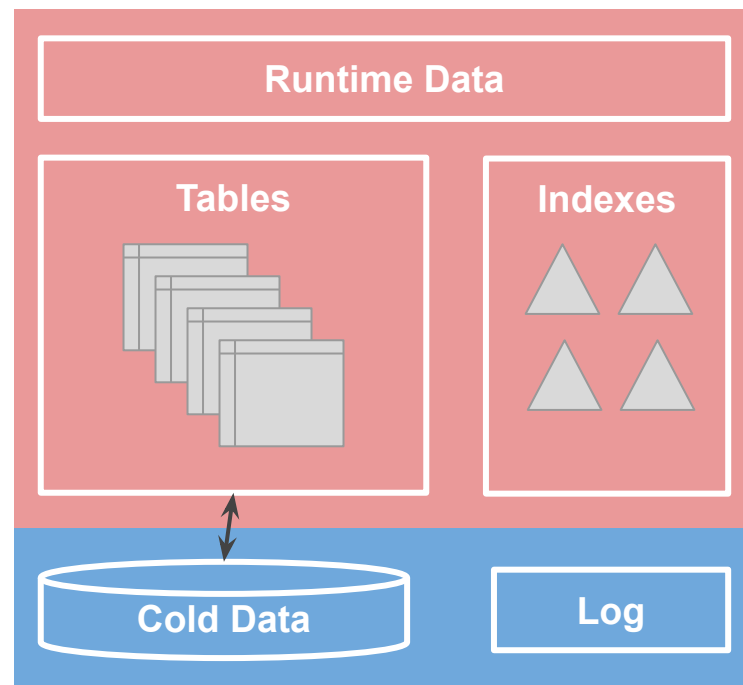 Runtime Data
Tables
Indexes
Cold Data
Log